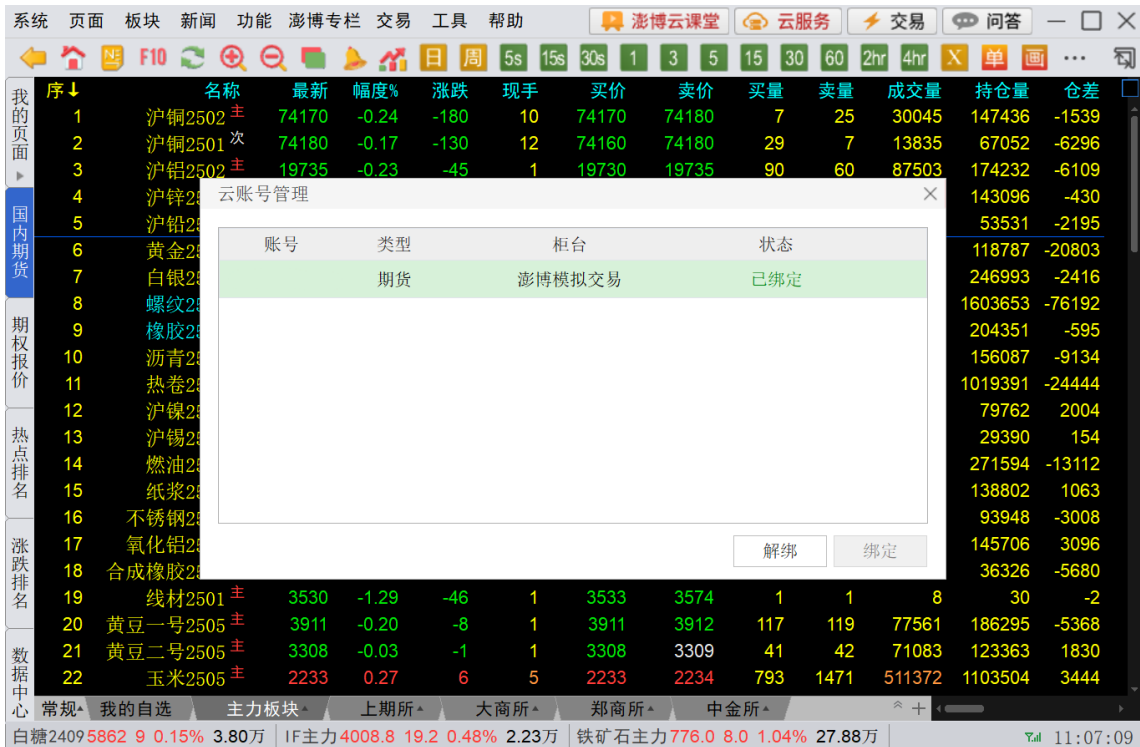 系统 页面 板块 新闻 功能 澎博专栏 交易 工具 帮助 澎博云课堂 云服务 交易 问答
F10 日 周 5s 15s 30s 1 3 5 15 30 60 2hr 4hr X 单 画 ...
我的页面
国内期货
期权报价
热点排名
涨跌排名
数据中心
序↓ 名称 最新 幅度% 涨跌 现手 买价 卖价 买量 卖量 成交量 持仓量 仓差
1 沪铜2502 主 74170 -0.24 -180 10 74170 74180 7 25 30045 147436 -1539
2 沪铜2501 次 74180 -0.17 -130 12 74160 74180 29 7 13835 67052 -6296
3 沪铝2502 主 19735 -0.23 -45 1 19730 19735 90 60 87503 174232 -6109
4 沪锌2 143096 -430
5 沪铅2 53531 -2195
6 黄金2 118787 -20803
7 白银2 246993 -2416
8 螺纹2 1603653 -76192
9 橡胶2 204351 -595
10 沥青2 156087 -9134
11 热卷2 1019391 -24444
12 沪镍2 79762 2004
13 沪锡2 29390 154
14 燃油2 271594 -13112
15 纸浆2 138802 1063
16 不锈钢2 93948 -3008
17 氧化铝2 145706 3096
18 合成橡胶2 36326 -5680
19 线材2501 主 3530 -1.29 -46 1 3533 3574 1 1 8 30 -2
20 黄豆一号2505 主 3911 -0.20 -8 1 3911 3912 117 119 77561 186295 -5368
21 黄豆二号2505 主 3308 -0.03 -1 1 3308 3309 41 42 71083 123363 1830
22 玉米2505 主 2233 0.27 6 5 2233 2234 793 1471 511372 1103504 3444
云账号管理
账号 类型 柜台 状态
期货 澎博模拟交易 已绑定
解绑 绑定
常规 我的自选 主力板块 上期所 大商所 郑商所 中金所
白糖2409 5862 9 0.15% 3.80万 IF主力 4008.8 19.2 0.48% 2.23万 铁矿石主力 776.0 8.0 1.04% 27.88万 11:07:09